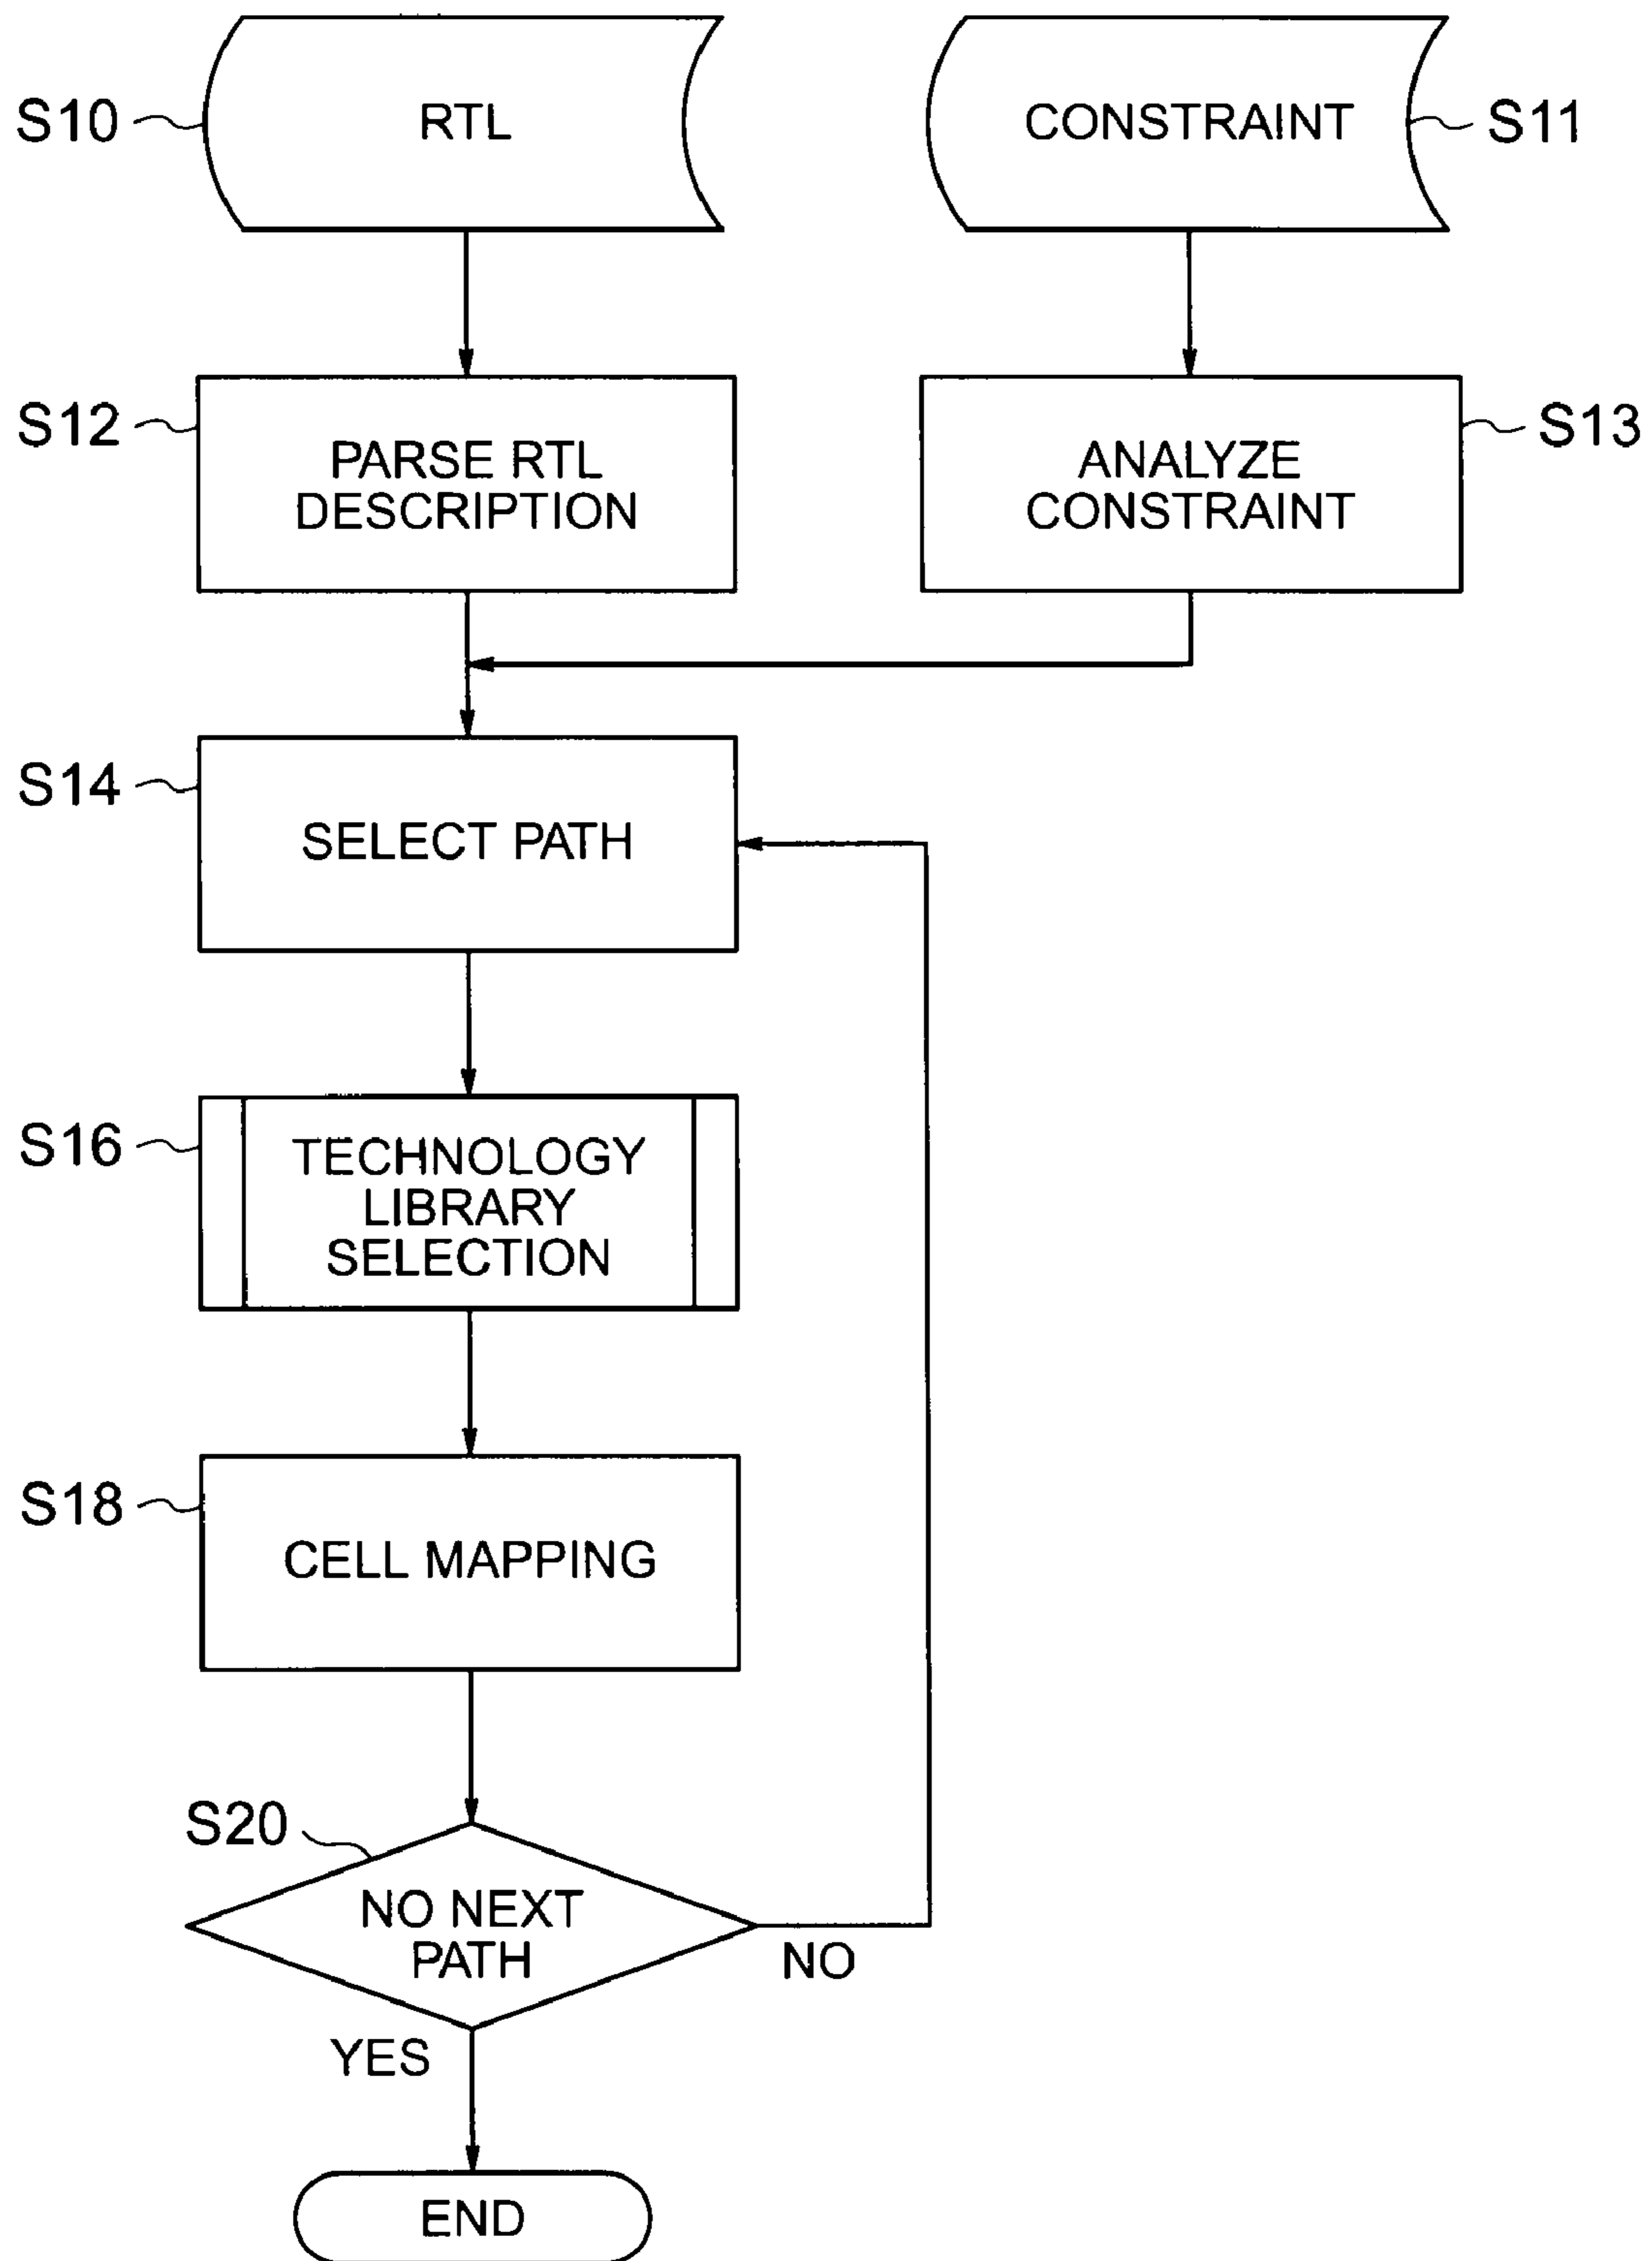 S10
RTL
CONSTRAINT
S11
S12
PARSE RTL
DESCRIPTION
ANALYZE
CONSTRAINT
S13
S14
SELECT PATH
S16
TECHNOLOGY
LIBRARY
SELECTION
S18
CELL MAPPING
S20
NO NEXT
PATH
NO
YES
END